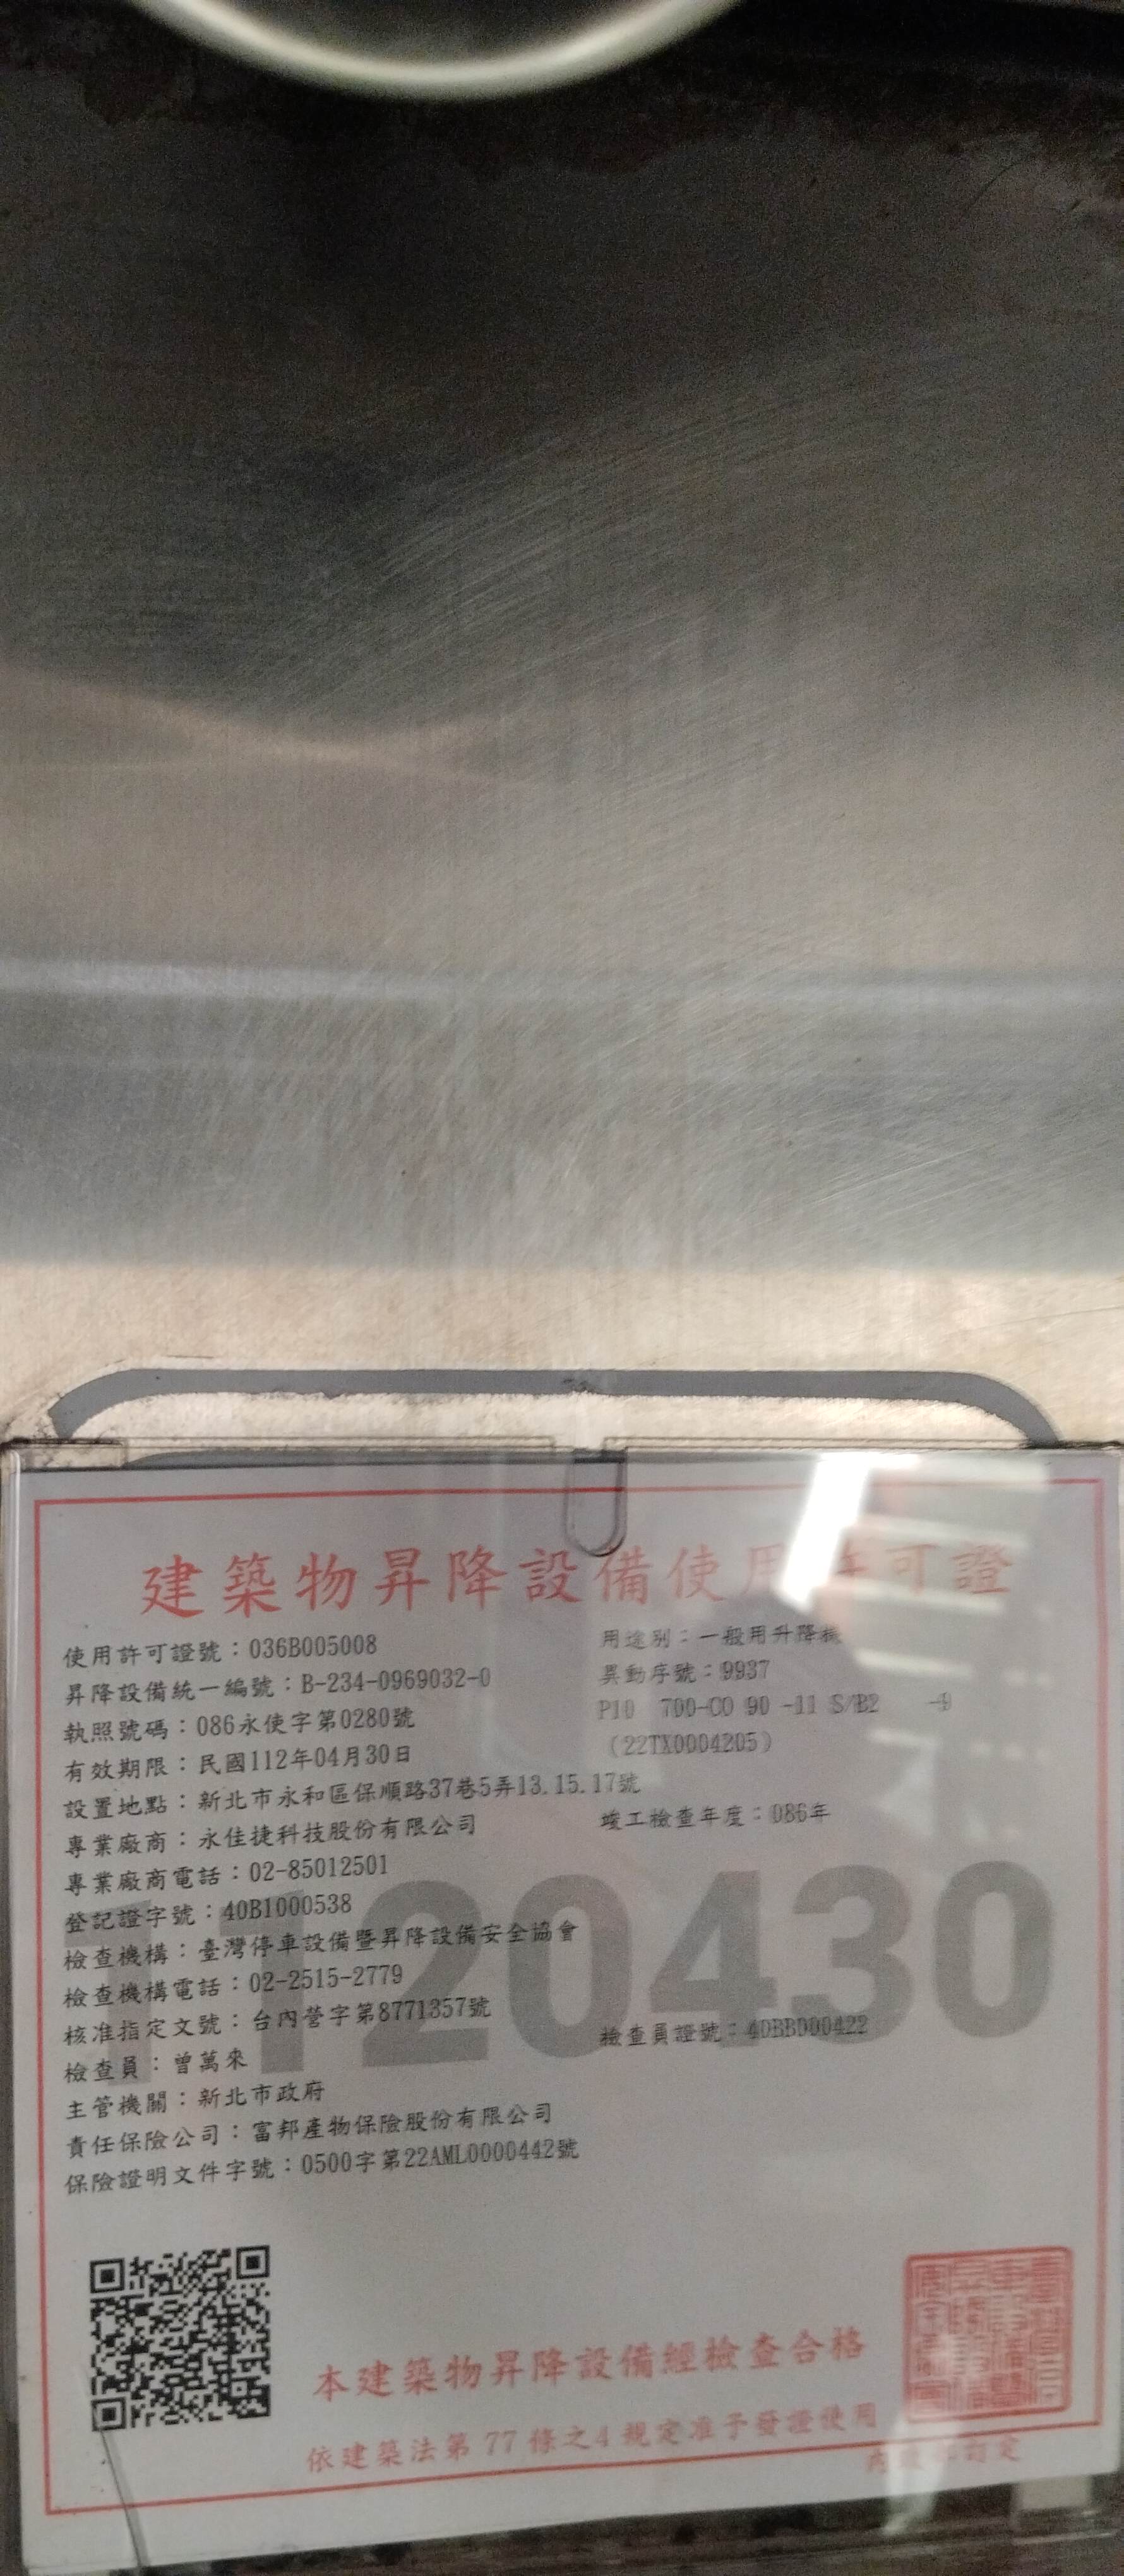 建築物昇降設備使用許可證
使用許可證號：036B005008
用途別：一般用升降機
昇降設備統一編號：B-234-0969032-0
異動序號：9937
執照號碼：086永使字第0280號
P10 700-CO 90 -11 S/B2 -9
有效期限：民國112年04月30日
(22TX0004205)
設置地點：新北市永和區保順路37巷5弄13.15.17號
專業廠商：永佳捷科技股份有限公司
竣工檢查年度：086年
專業廠商電話：02-85012501
登記證字號：40B1000538
1120430
檢查機構：臺灣停車設備暨昇降設備安全協會
檢查機構電話：02-2515-2779
核准指定文號：台內營字第8771357號
檢查員：曾萬來
檢查員證號：40BBD00422
主管機關：新北市政府
責任保險公司：富邦產物保險股份有限公司
保險證明文件字號：0500字第22AML0000442號
本建築物昇降設備經檢查合格
依建築法第 77 條之4 規定准予發證使用